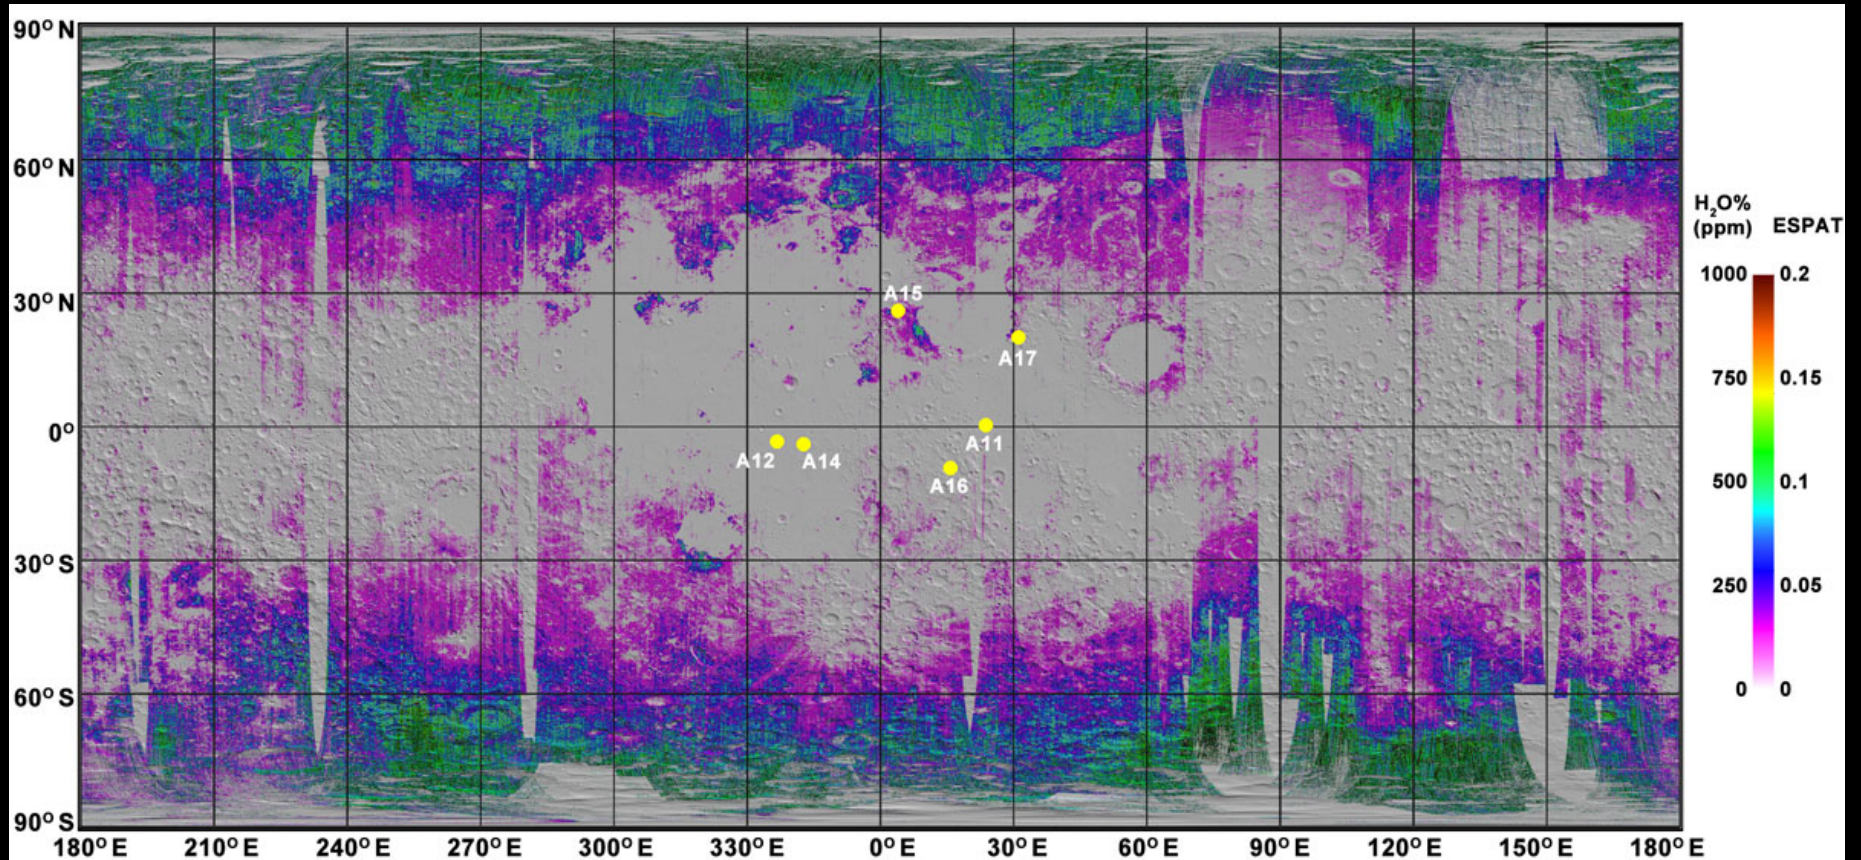 90° N
60° N
30° N
0°
30° S
60° S
90° S
180° E 210° E 240° E 270° E 300° E 330° E 0° E 30° E 60° E 90° E 120° E 150° E 180° E
A15
A17
A11
A12 A14
A16
H₂O%
(ppm) ESPAT
1000 0.2
750 0.15
500 0.1
250 0.05
0 0